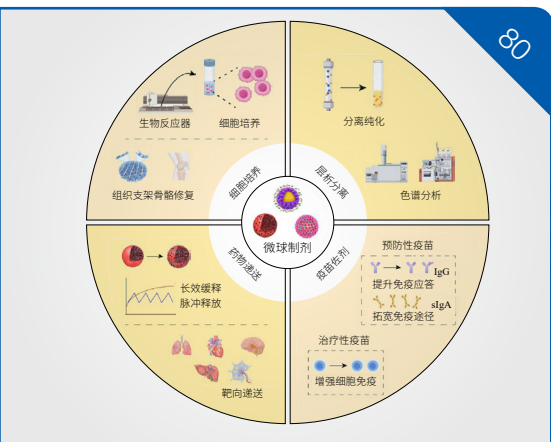 80
生物反应器
细胞培养
组织支架骨骼修复
细胞培养
分离纯化
色谱分析
层析分离
微球制剂
药物递送
长效缓释
脉冲释放
靶向递送
疫苗佐剂
预防性疫苗
IgG
提升免疫应答
sIgA
拓宽免疫途径
治疗性疫苗
增强细胞免疫